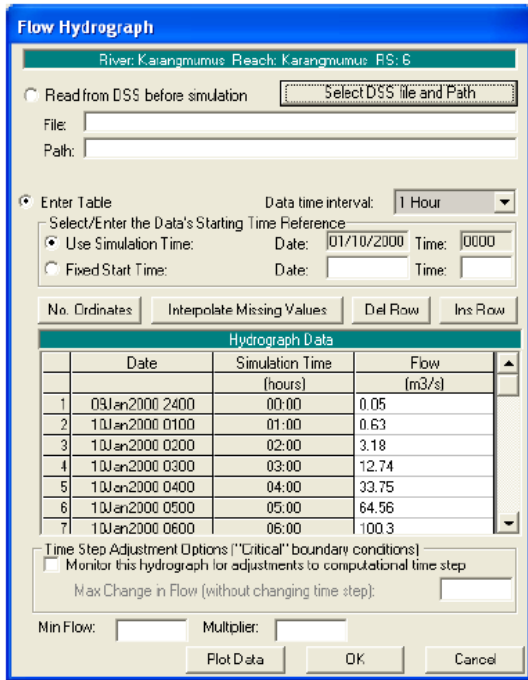 Flow Hydrograph
River: Karangmumus Reach: Karangmumus RS: 6
Read from DSS before simulation
Select DSS file and Path
File:
Path:
Enter Table
Data time interval: 1 Hour
Select/Enter the Data's Starting Time Reference
Use Simulation Time: Date: 01/10/2000 Time: 0000
Fixed Start Time: Date: Time:
No. Ordinates Interpolate Missing Values Del Row Ins Row
Hydrograph Data
Date Simulation Time Flow
(hours) (m3/s)
1 09Jan2000 2400 00:00 0.05
2 10Jan2000 0100 01:00 0.63
3 10Jan2000 0200 02:00 3.18
4 10Jan2000 0300 03:00 12.74
5 10Jan2000 0400 04:00 33.75
6 10Jan2000 0500 05:00 64.56
7 10Jan2000 0600 06:00 100.3
Time Step Adjustment Options ("Critical" boundary conditions)
Monitor this hydrograph for adjustments to computational time step
Max Change in Flow (without changing time step):
Min Flow: Multiplier:
Plot Data OK Cancel